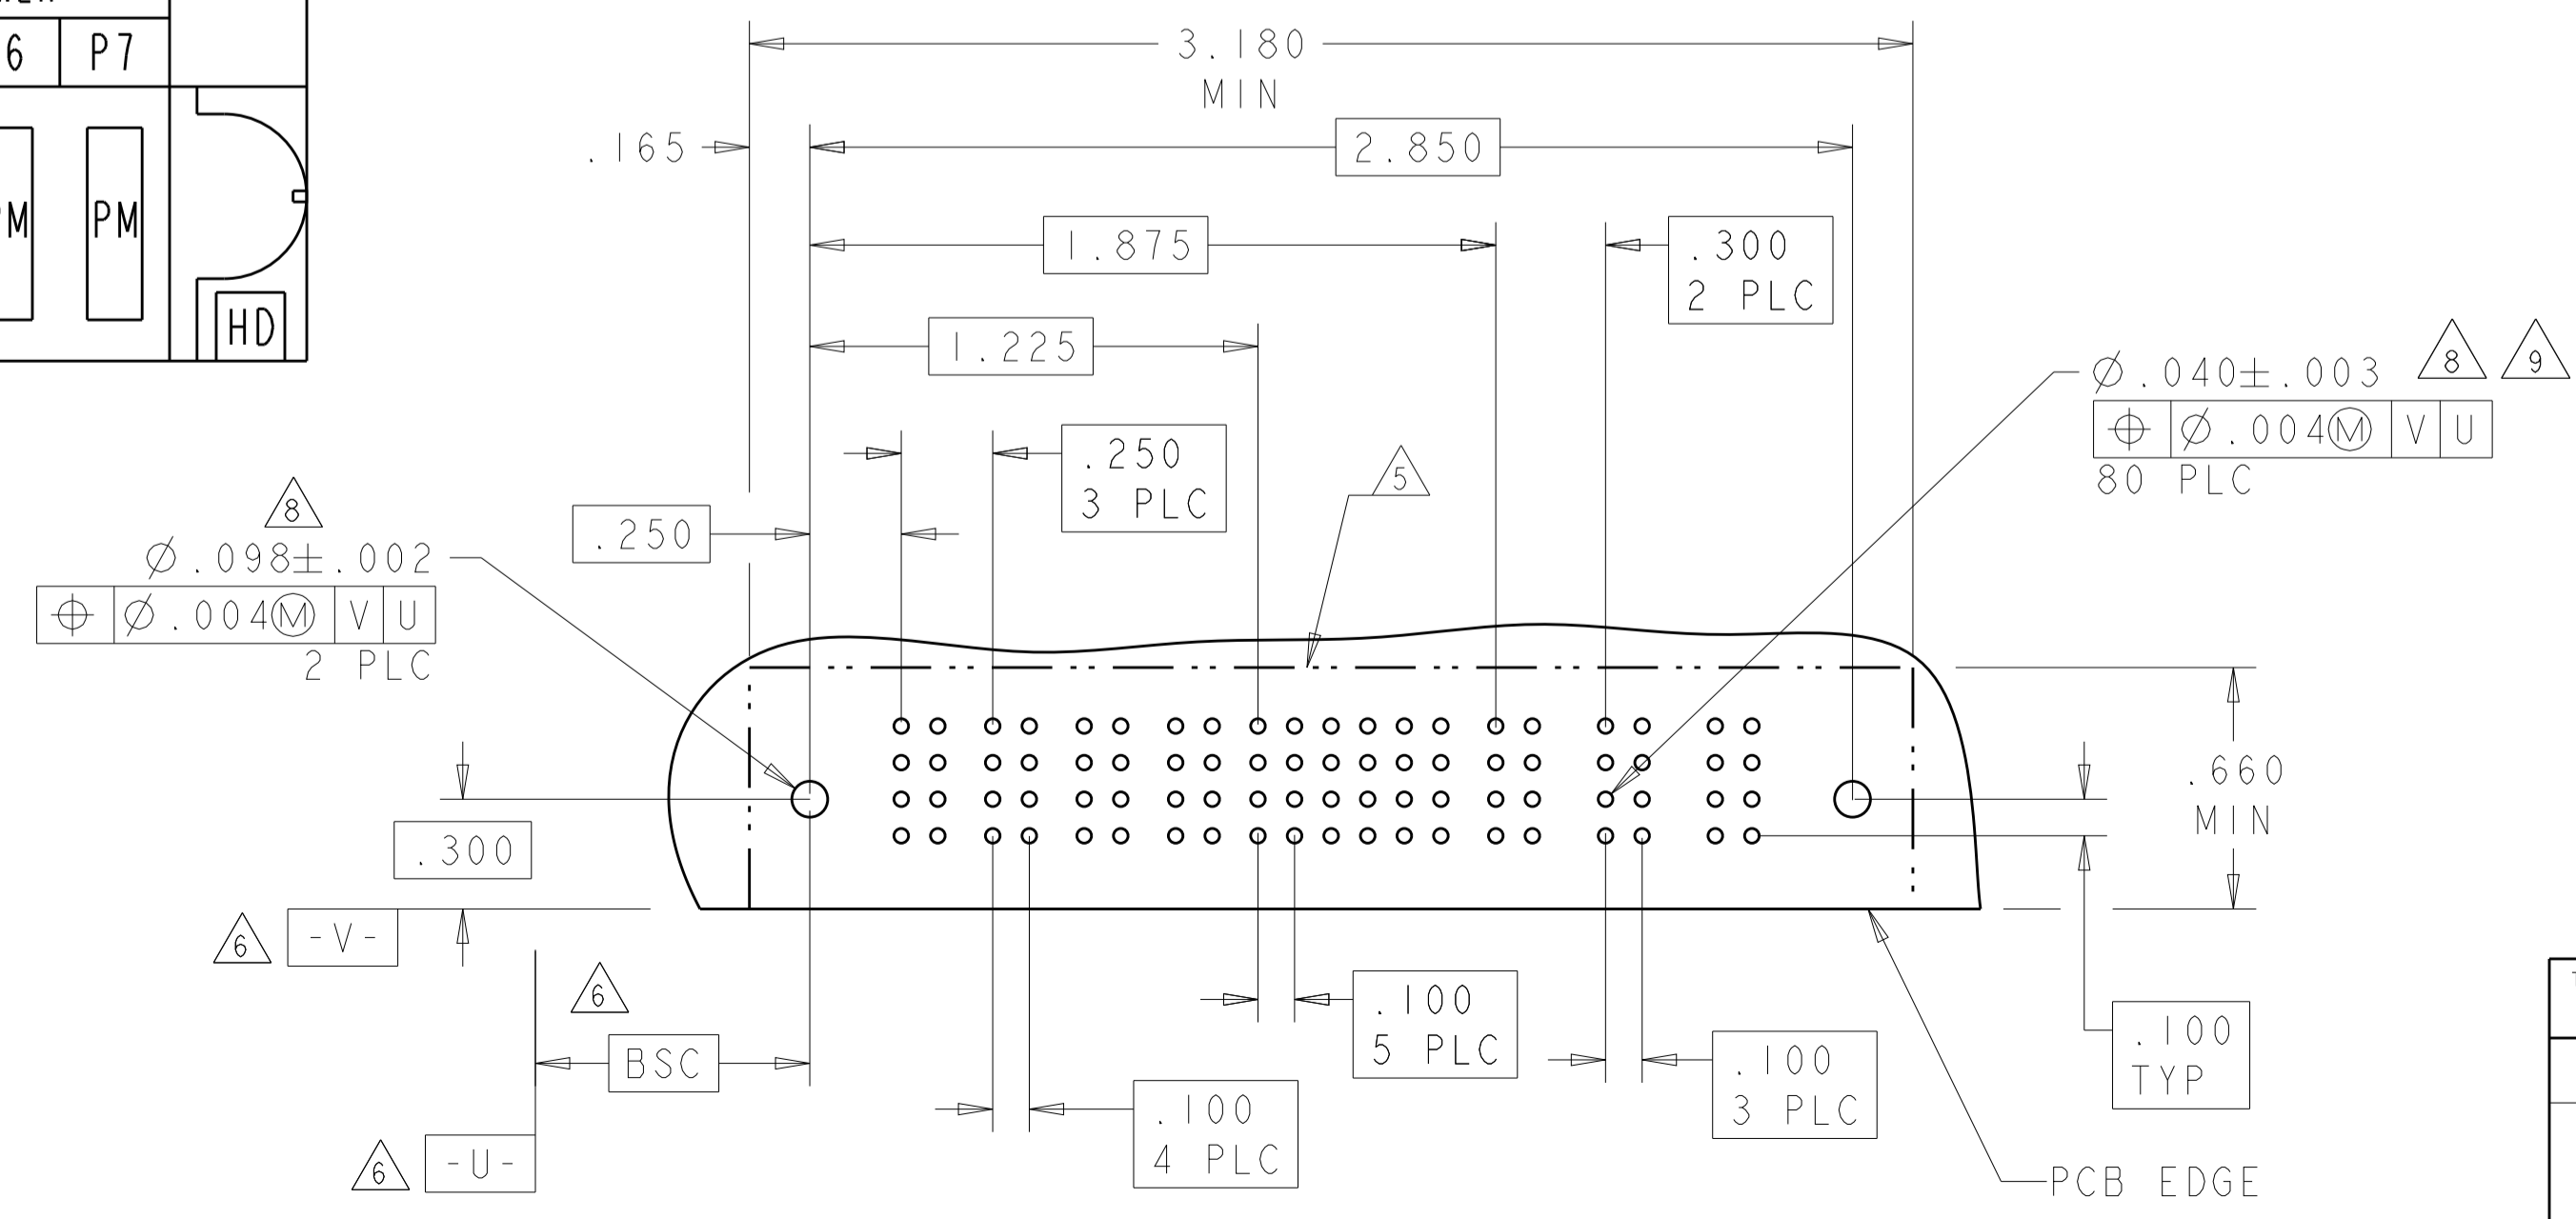 6 P7
PM
HD
3.180
MIN
.165
2.850
1.875
.300
2 PLC
1.225
Ø.040±.003 8 9
⌖ Ø.004Ⓜ V U
80 PLC
.250
3 PLC
5
.250
8
Ø.098±.002
⌖ Ø.004Ⓜ V U
2 PLC
.660
MIN
.300
6 -V-
6
BSC
.100
5 PLC
.100
TYP
.100
3 PLC
.100
4 PLC
6 -U-
PCB EDGE